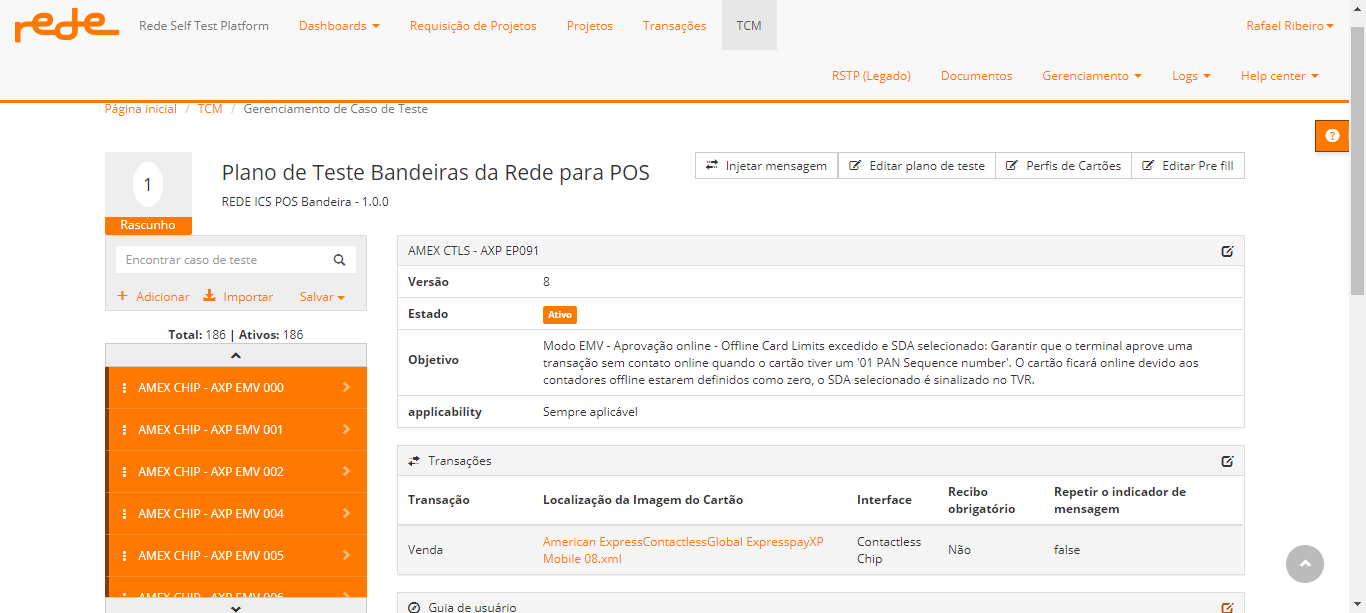 rede Rede Self Test Platform Dashboards Requisição de Projetos Projetos Transações TCM Rafael Ribeiro
RSTP (Legado) Documentos Gerenciamento Logs Help center
Página inicial / TCM / Gerenciamento de Caso de Teste
1
Rascunho
Plano de Teste Bandeiras da Rede para POS
REDE ICS POS Bandeira - 1.0.0
Injetar mensagem Editar plano de teste Perfis de Cartões Editar Pre fill
Encontrar caso de teste
+ Adicionar Importar Salvar
Total: 186 | Ativos: 186
AMEX CHIP - AXP EMV 000
AMEX CHIP - AXP EMV 001
AMEX CHIP - AXP EMV 002
AMEX CHIP - AXP EMV 004
AMEX CHIP - AXP EMV 005
AMEX CHIP - AXP EMV 006
AMEX CTLS - AXP EP091
Versão 8
Estado Ativo
Objetivo
Modo EMV - Aprovação online - Offline Card Limits excedido e SDA selecionado: Garantir que o terminal aprove uma
transação sem contato online quando o cartão tiver um '01 PAN Sequence number'. O cartão ficará online devido aos
contadores offline estarem definidos como zero, o SDA selecionado é sinalizado no TVR.
applicability Sempre aplicável
Transações
Transação Localização da Imagem do Cartão Interface Recibo obrigatório Repetir o indicador de mensagem
Venda American ExpressContactlessGlobal ExpresspayXP Mobile 08.xml Contactless Chip Não false
Guia de usuário